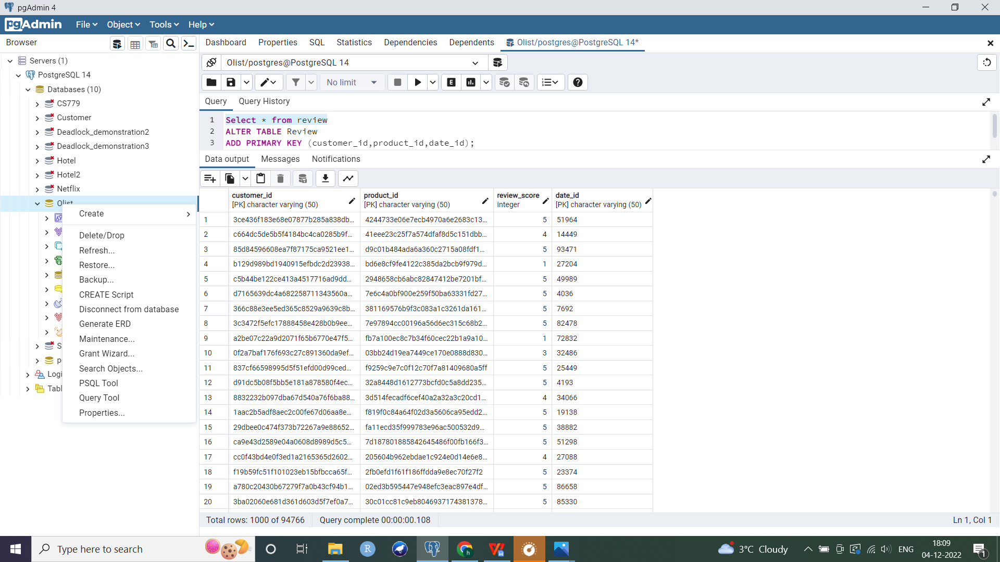 pgAdmin 4
pgAdmin File Object Tools Help
Browser
Dashboard Properties SQL Statistics Dependencies Dependents Olist/postgres@PostgreSQL 14*
Servers (1)
PostgreSQL 14
Databases (10)
CS779
Customer
Deadlock_demonstration2
Deadlock_demonstration3
Hotel
Hotel2
Netflix
Olist
S
p
Logi
Tabl
Create
Delete/Drop
Refresh...
Restore...
Backup...
CREATE Script
Disconnect from database
Generate ERD
Maintenance...
Grant Wizard...
Search Objects...
PSQL Tool
Query Tool
Properties...
Olist/postgres@PostgreSQL 14
No limit
E
Query Query History
1 Select * from review
2 ALTER TABLE Review
3 ADD PRIMARY KEY (customer_id,product_id,date_id);
Data output Messages Notifications
customer_id product_id review_score date_id
[PK] character varying (50) [PK] character varying (50) integer [PK] character varying (50)
1 3ce436f183e68e07877b285a838db... 4244733e06e7ecb4970a6e2683c13... 5 51964
2 c664dc5de5b5f4184bc4ca0285b9f... 41eee23c25f7a574dfaf8d5c151dbb... 4 14449
3 85d84596608ea7f87175ca9521ee1... d9c01b484ada6a360c2715a08fdf1... 5 93471
4 b129d989bd1940915efbdc2d23938... bd6e8cf9fe4122c385da2bcb9f979d... 1 27204
5 c5b44be122ce413a4517716ad9dd... 2948658cb6abc82847412be7201bf... 5 49989
6 d7165639dc4a682258711343560a... 7e6c4a0bf900e259f50ba63331fd27... 5 4036
7 366c88e3ee5ed365c8529a9639c8b... 381169576b9f3c083a1c3261da161... 5 7692
8 3c3472f5efc17888458e428b0b9ee... 7e97894cc00196a56d6ec315c68b2... 5 82478
9 a2be07c22a9d2071f65b6770e47f5... fb7a100ec8c7b34f60cec22b1a9a10... 1 72832
10 0f2a7baf176f693c27c891360da9ef... 03bb24d19ea7449ce170e0888d830... 3 32486
11 837cf66598995d5f51efd00d99ced... f9259c9e7c0f12c70f7a81409680a5ff 5 25449
12 d91dc5b08f5bb5e181a878580f4ec... 32a8448d1612773bcfd0c5a8dd235... 5 4193
13 8832232b097dba67d540a76f6ba88... 3d514fecadf6cef40a2a32a3c20cd1... 4 34066
14 1aac2b5adf8aec2c00fe67d06aa8e... f819f0c84a64f02d3a5606ca95edd2... 5 19138
15 29dbee0c474f373b72267a9e88652... fa11ecd35f999783e96ac500532d9... 5 38882
16 ca9e43d2589e04a0608d8989d5c5... 7d187801885842645486f00fb166f3... 5 51298
17 cc0f43bd4e0f3ed1a2165365d2602... 205604b962ebdae1c924e0d14e6e8... 4 27088
18 f19b59fc51f101023eb15bfbcca65f... 2fb0efd1f61f186ffdda9e8ec70f27f2 5 23374
19 a780c20430b67279f7a0b43cf94b1... 02ed3b595447e948efc3eac897e4df... 5 86658
20 3ba02060e681d361d603d5f7ef0a7... 30c01cc81c9eb8046937174381378... 5 85330
Total rows: 1000 of 94766 Query complete 00:00:00.108 Ln 1, Col 1
Type here to search
R
h
3°C Cloudy
ENG
18:09
04-12-2022
1